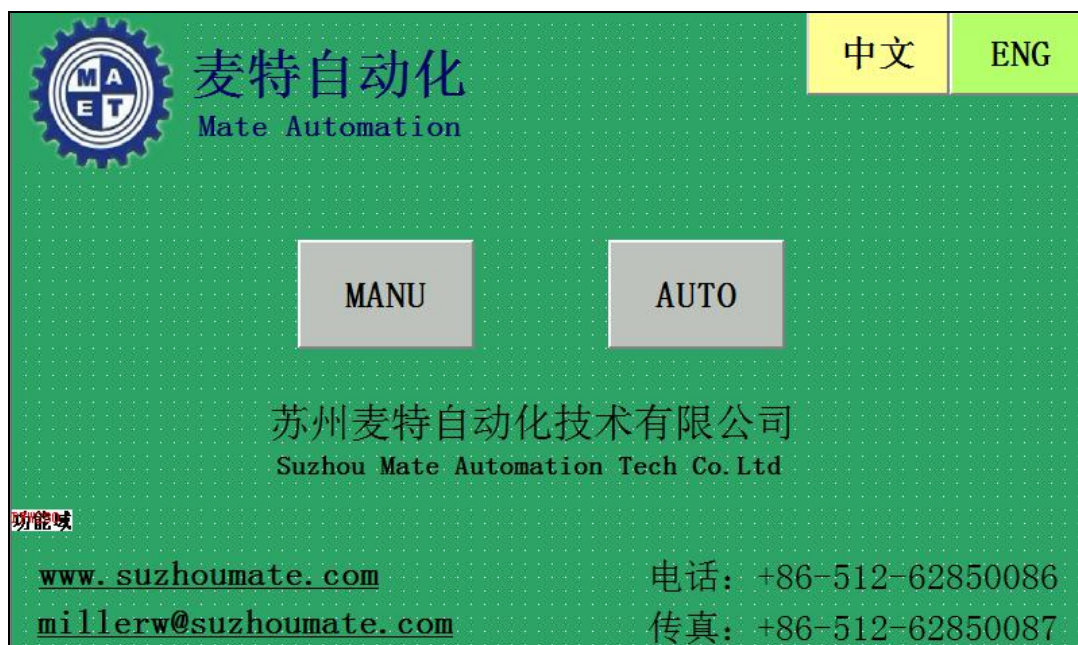 M A
E T
麦特自动化
Mate Automation
中文
ENG
MANU
AUTO
苏州麦特自动化技术有限公司
Suzhou Mate Automation Tech Co.Ltd
功能域
www.suzhoumate.com
电话：+86-512-62850086
millerw@suzhoumate.com
传真：+86-512-62850087